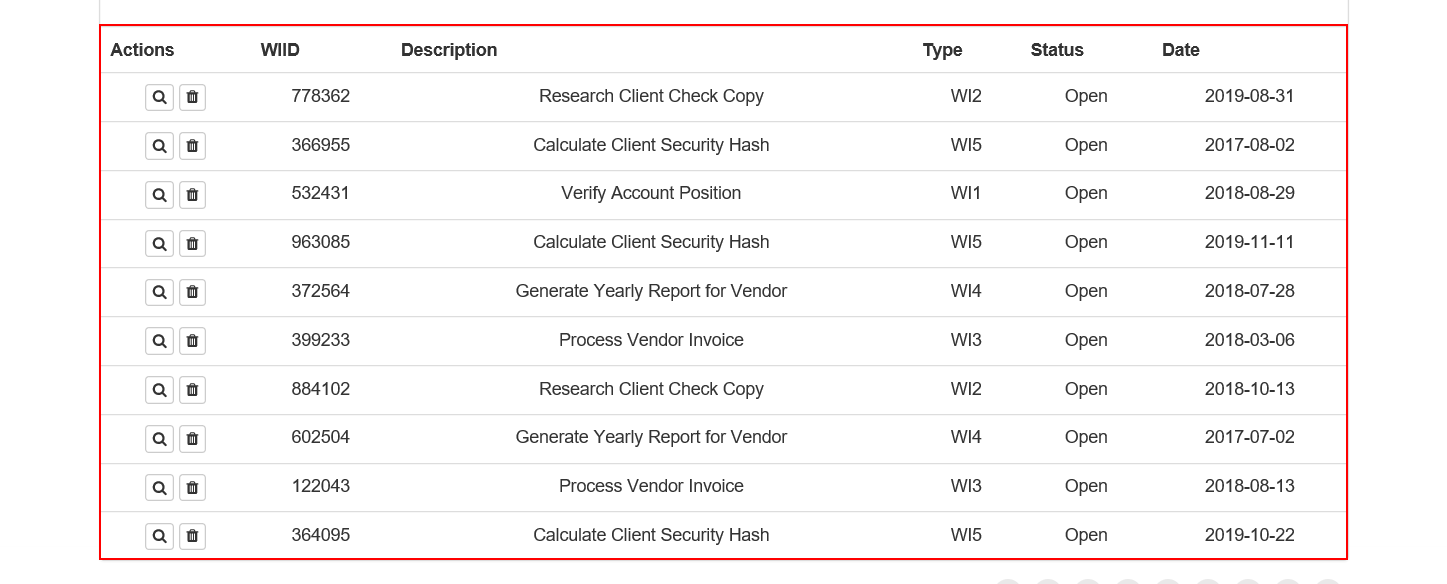 Actions WIID Description Type Status Date
778362 Research Client Check Copy WI2 Open 2019-08-31
366955 Calculate Client Security Hash WI5 Open 2017-08-02
532431 Verify Account Position WI1 Open 2018-08-29
963085 Calculate Client Security Hash WI5 Open 2019-11-11
372564 Generate Yearly Report for Vendor WI4 Open 2018-07-28
399233 Process Vendor Invoice WI3 Open 2018-03-06
884102 Research Client Check Copy WI2 Open 2018-10-13
602504 Generate Yearly Report for Vendor WI4 Open 2017-07-02
122043 Process Vendor Invoice WI3 Open 2018-08-13
364095 Calculate Client Security Hash WI5 Open 2019-10-22